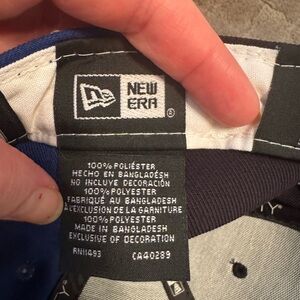 NEW
ERA
®
100% POLIÉSTER
HECHO EN BANGLADÉSH
NO INCLUYE DECORACIÓN
100% POLYESTER
FABRIQUÉ AU BANGLADESH
À L'EXCLUSION DE LA GARNITURE
100% POLYESTER
MADE IN BANGLADESH
EXCLUSIVE OF DECORATION
RN11493 CA40289